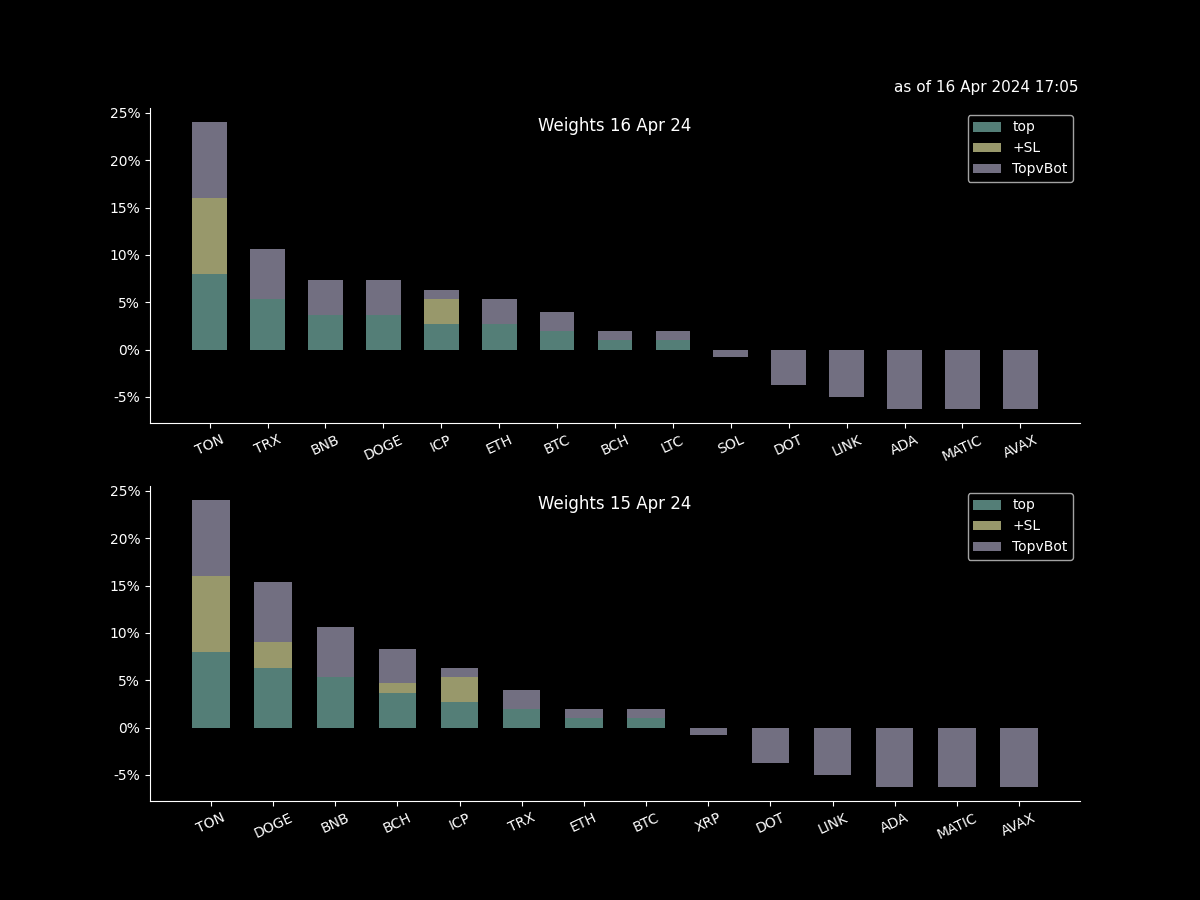 as of 16 Apr 2024 17:05
Weights 16 Apr 24
25%
20%
15%
10%
5%
0%
-5%
top
+SL
TopvBot
TON TRX BNB DOGE ICP ETH BTC BCH LTC SOL DOT LINK ADA MATIC AVAX
Weights 15 Apr 24
25%
20%
15%
10%
5%
0%
-5%
top
+SL
TopvBot
TON DOGE BNB BCH ICP TRX ETH BTC XRP DOT LINK ADA MATIC AVAX